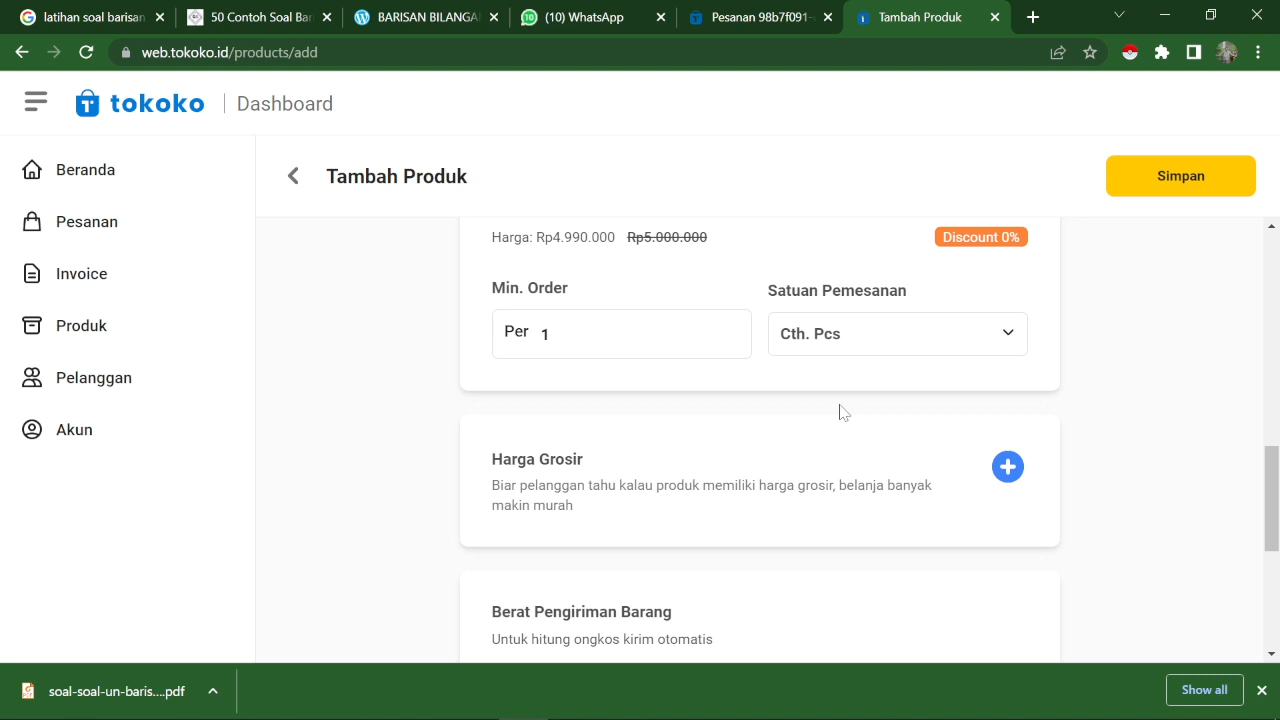 latihan soal barisan
50 Contoh Soal Bar
BARISAN BILANGA
(10) WhatsApp
Pesanan 98b7f091-
Tambah Produk
web.tokoko.id/products/add
tokoko
Dashboard
Beranda
Pesanan
Invoice
Produk
Pelanggan
Akun
Tambah Produk
Simpan
Harga: Rp4.990.000 Rp5.000.000
Discount 0%
Min. Order
Satuan Pemesanan
Per 1
Cth. Pcs
Harga Grosir
Biar pelanggan tahu kalau produk memiliki harga grosir, belanja banyak
makin murah
Berat Pengiriman Barang
Untuk hitung ongkos kirim otomatis
soal-soal-un-baris....pdf
Show all